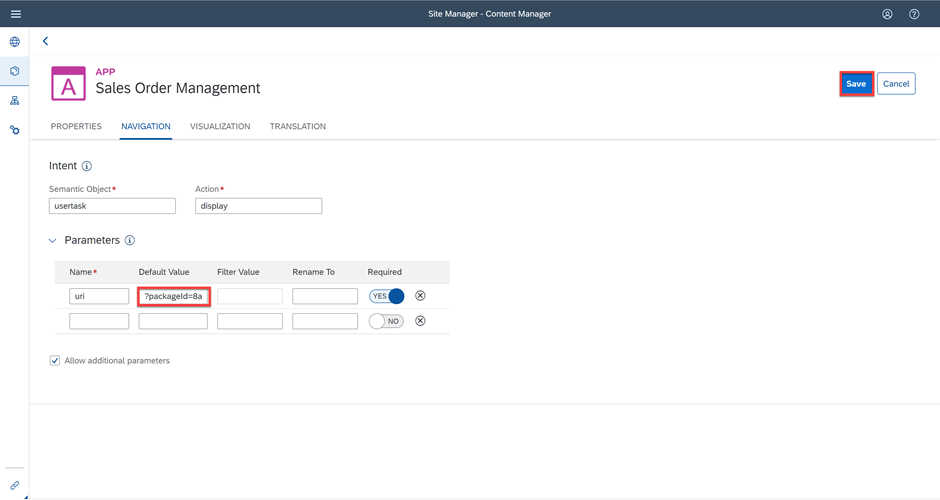 Site Manager - Content Manager
A
APP
Sales Order Management
Save
Cancel
PROPERTIES
NAVIGATION
VISUALIZATION
TRANSLATION
Intent
Semantic Object*
Action*
usertask
display
Parameters
Name*
Default Value
Filter Value
Rename To
Required
uri
?packageId=8a
YES
NO
Allow additional parameters